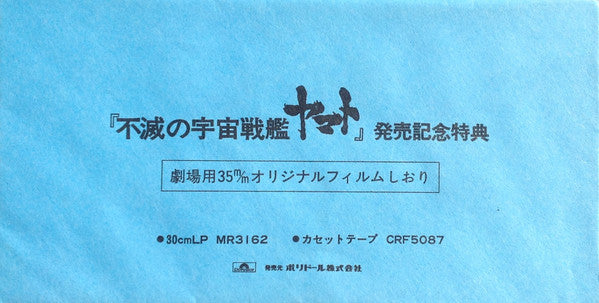 『不滅の宇宙戦艦ヤマト』発売記念特典
劇場用35m/mオリジナルフィルムしおり
●30cmLP MR3162 ●カセットテープ CRF5087
発売元 ポリドール株式会社